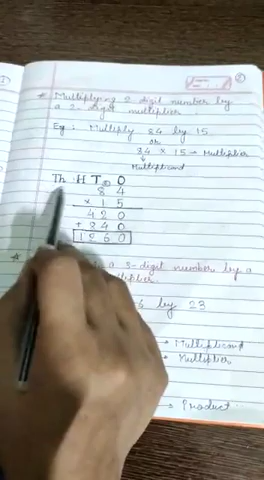 * Multiplying 2 digit number by
a 2-digit multiplier.
Eg: Multiply 84 by 15
or
84 × 15 → Multiplier
↓
Multiplicand
Th H T O
8 4
× 1 5
4 2 0
+ 8 4 0
1 2 6 0
a 3-digit number by a
by 23
→ Multiplicand
→ Multiplier
→ Product